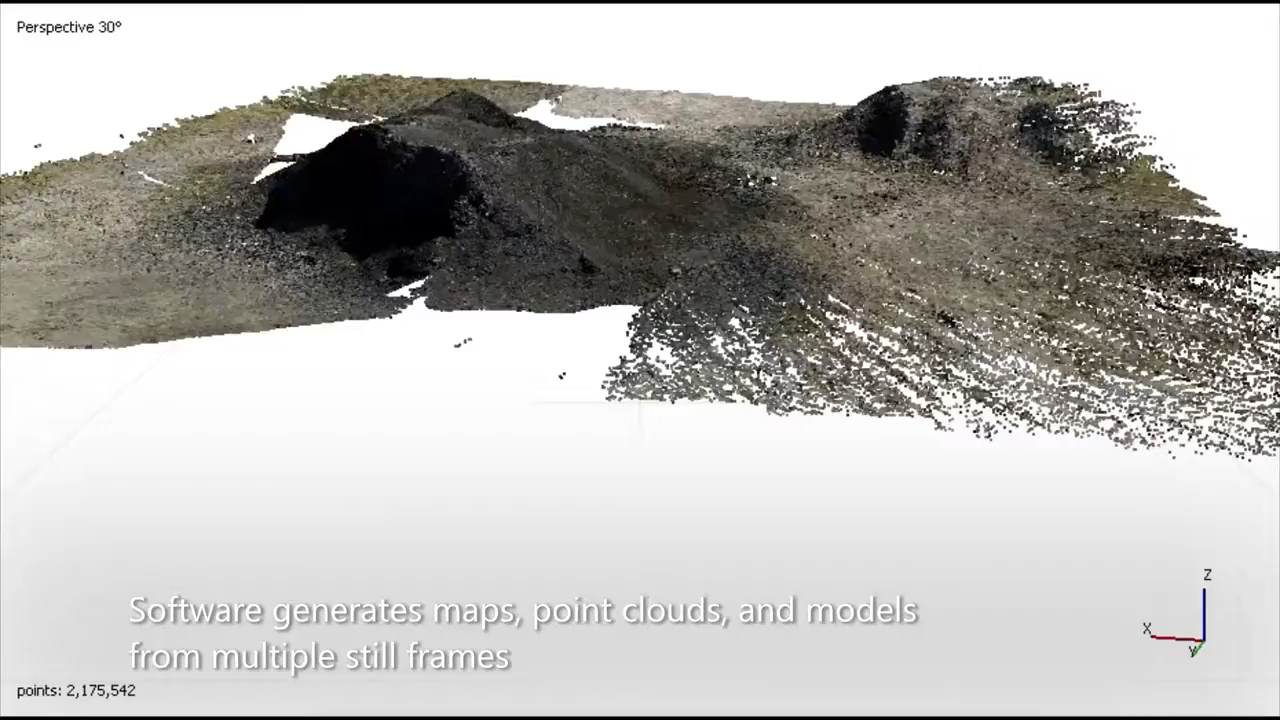 Perspective 30°
Software generates maps, point clouds, and models
from multiple still frames
Z
X
Y
points: 2,175,542